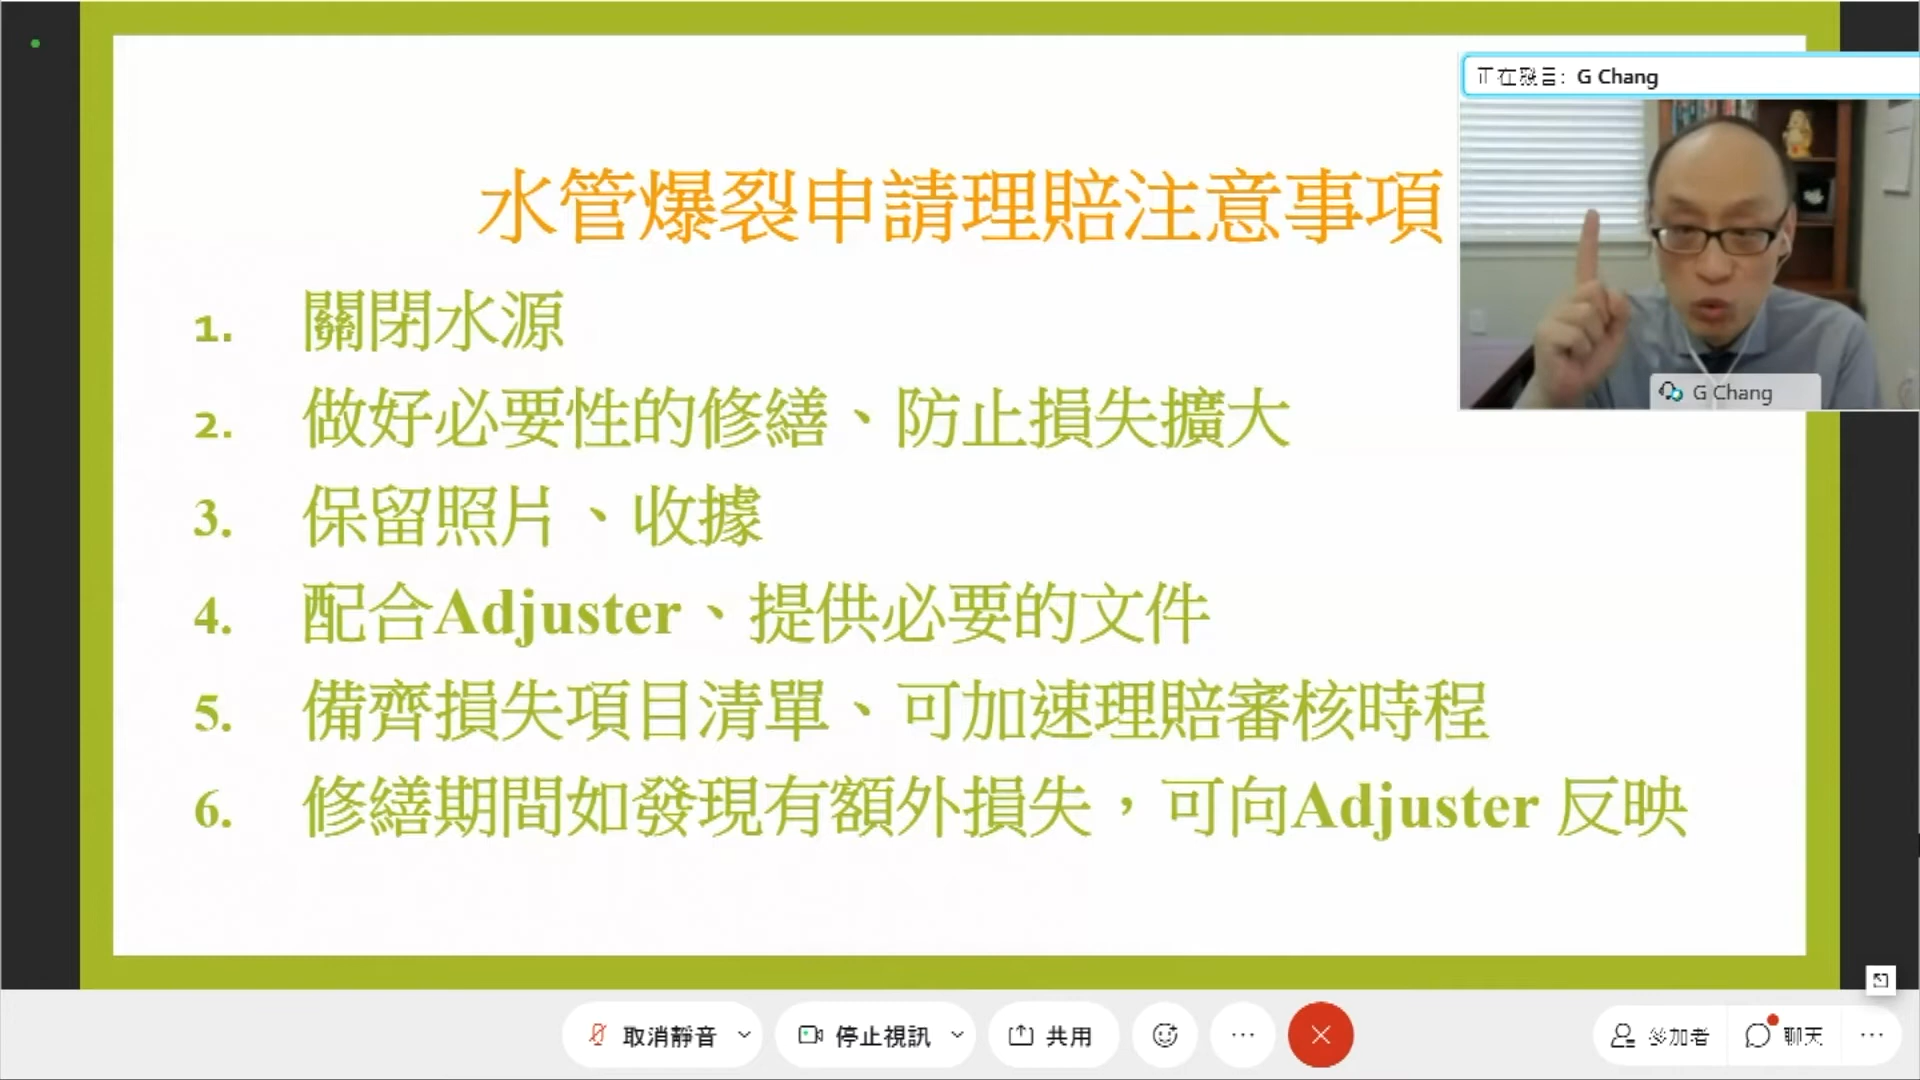 正在發言: G Chang
水管爆裂申請理賠注意事項
1. 關閉水源
2. 做好必要性的修繕、防止損失擴大
3. 保留照片、收據
4. 配合Adjuster、提供必要的文件
5. 備齊損失項目清單、可加速理賠審核時程
6. 修繕期間如發現有額外損失，可向Adjuster 反映
G Chang
取消靜音 停止視訊 共用 參加者 聊天